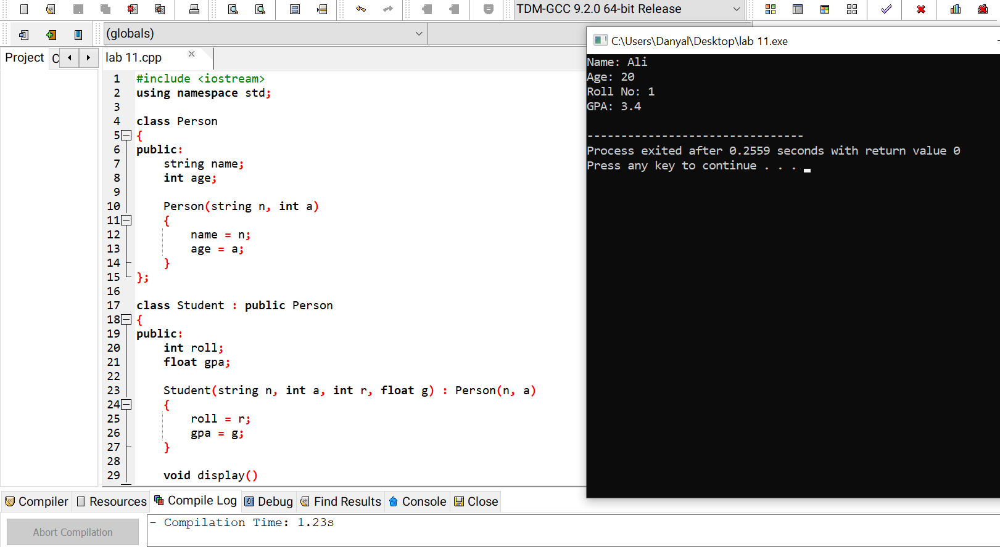 TDM-GCC 9.2.0 64-bit Release
(globals)
Project
lab 11.cpp
1 #include <iostream>
2 using namespace std;
3
4 class Person
5 {
6 public:
7 string name;
8 int age;
9
10 Person(string n, int a)
11 {
12 name = n;
13 age = a;
14 }
15 };
16
17 class Student : public Person
18 {
19 public:
20 int roll;
21 float gpa;
22
23 Student(string n, int a, int r, float g) : Person(n, a)
24 {
25 roll = r;
26 gpa = g;
27 }
28
29 void display()
C:\Users\Danyal\Desktop\lab 11.exe
Name: Ali
Age: 20
Roll No: 1
GPA: 3.4
--------------------------------
Process exited after 0.2559 seconds with return value 0
Press any key to continue . . .
Compiler Resources Compile Log Debug Find Results Console Close
Abort Compilation
- Compilation Time: 1.23s